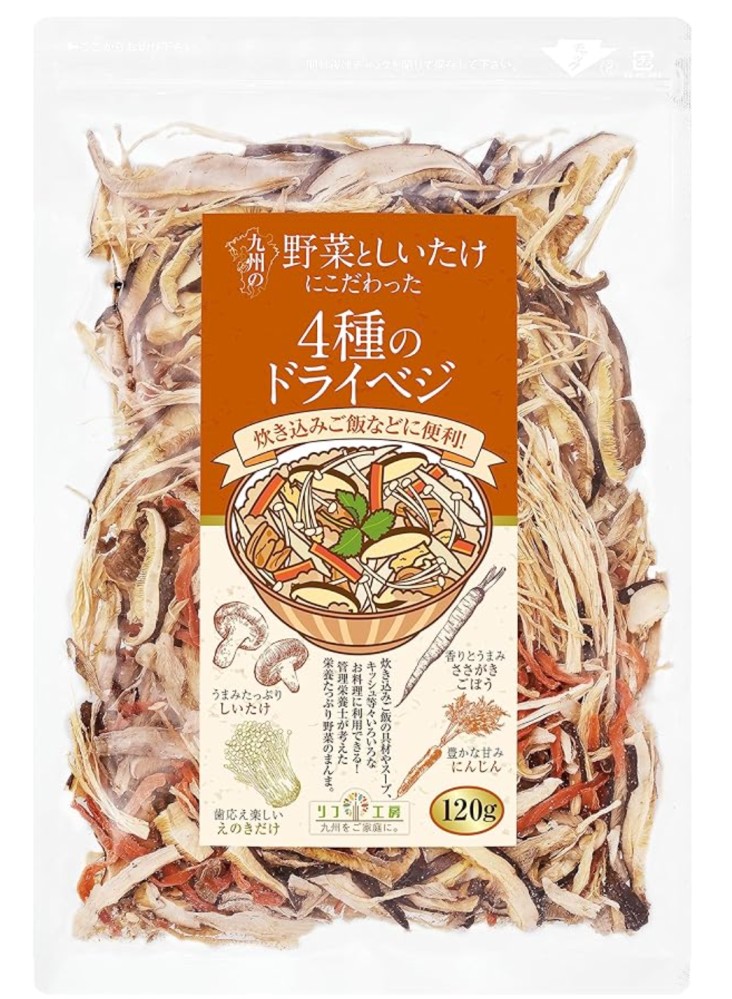 九州の
野菜としいたけ
にこだわった
4種の
ドライベジ
炊き込みご飯などに便利!
うまみたっぷり
しいたけ
歯応え楽しい
えのきだけ
炊き込みご飯の具材やスープ、
キッシュ等々いろいろな
お料理に利用できる!
管理栄養士が考えた
栄養たっぷり野菜のまんま。
香りとうまみ
ささがき
ごぼう
豊かな甘み
にんじん
リブ工房
九州をご家庭に。
120g